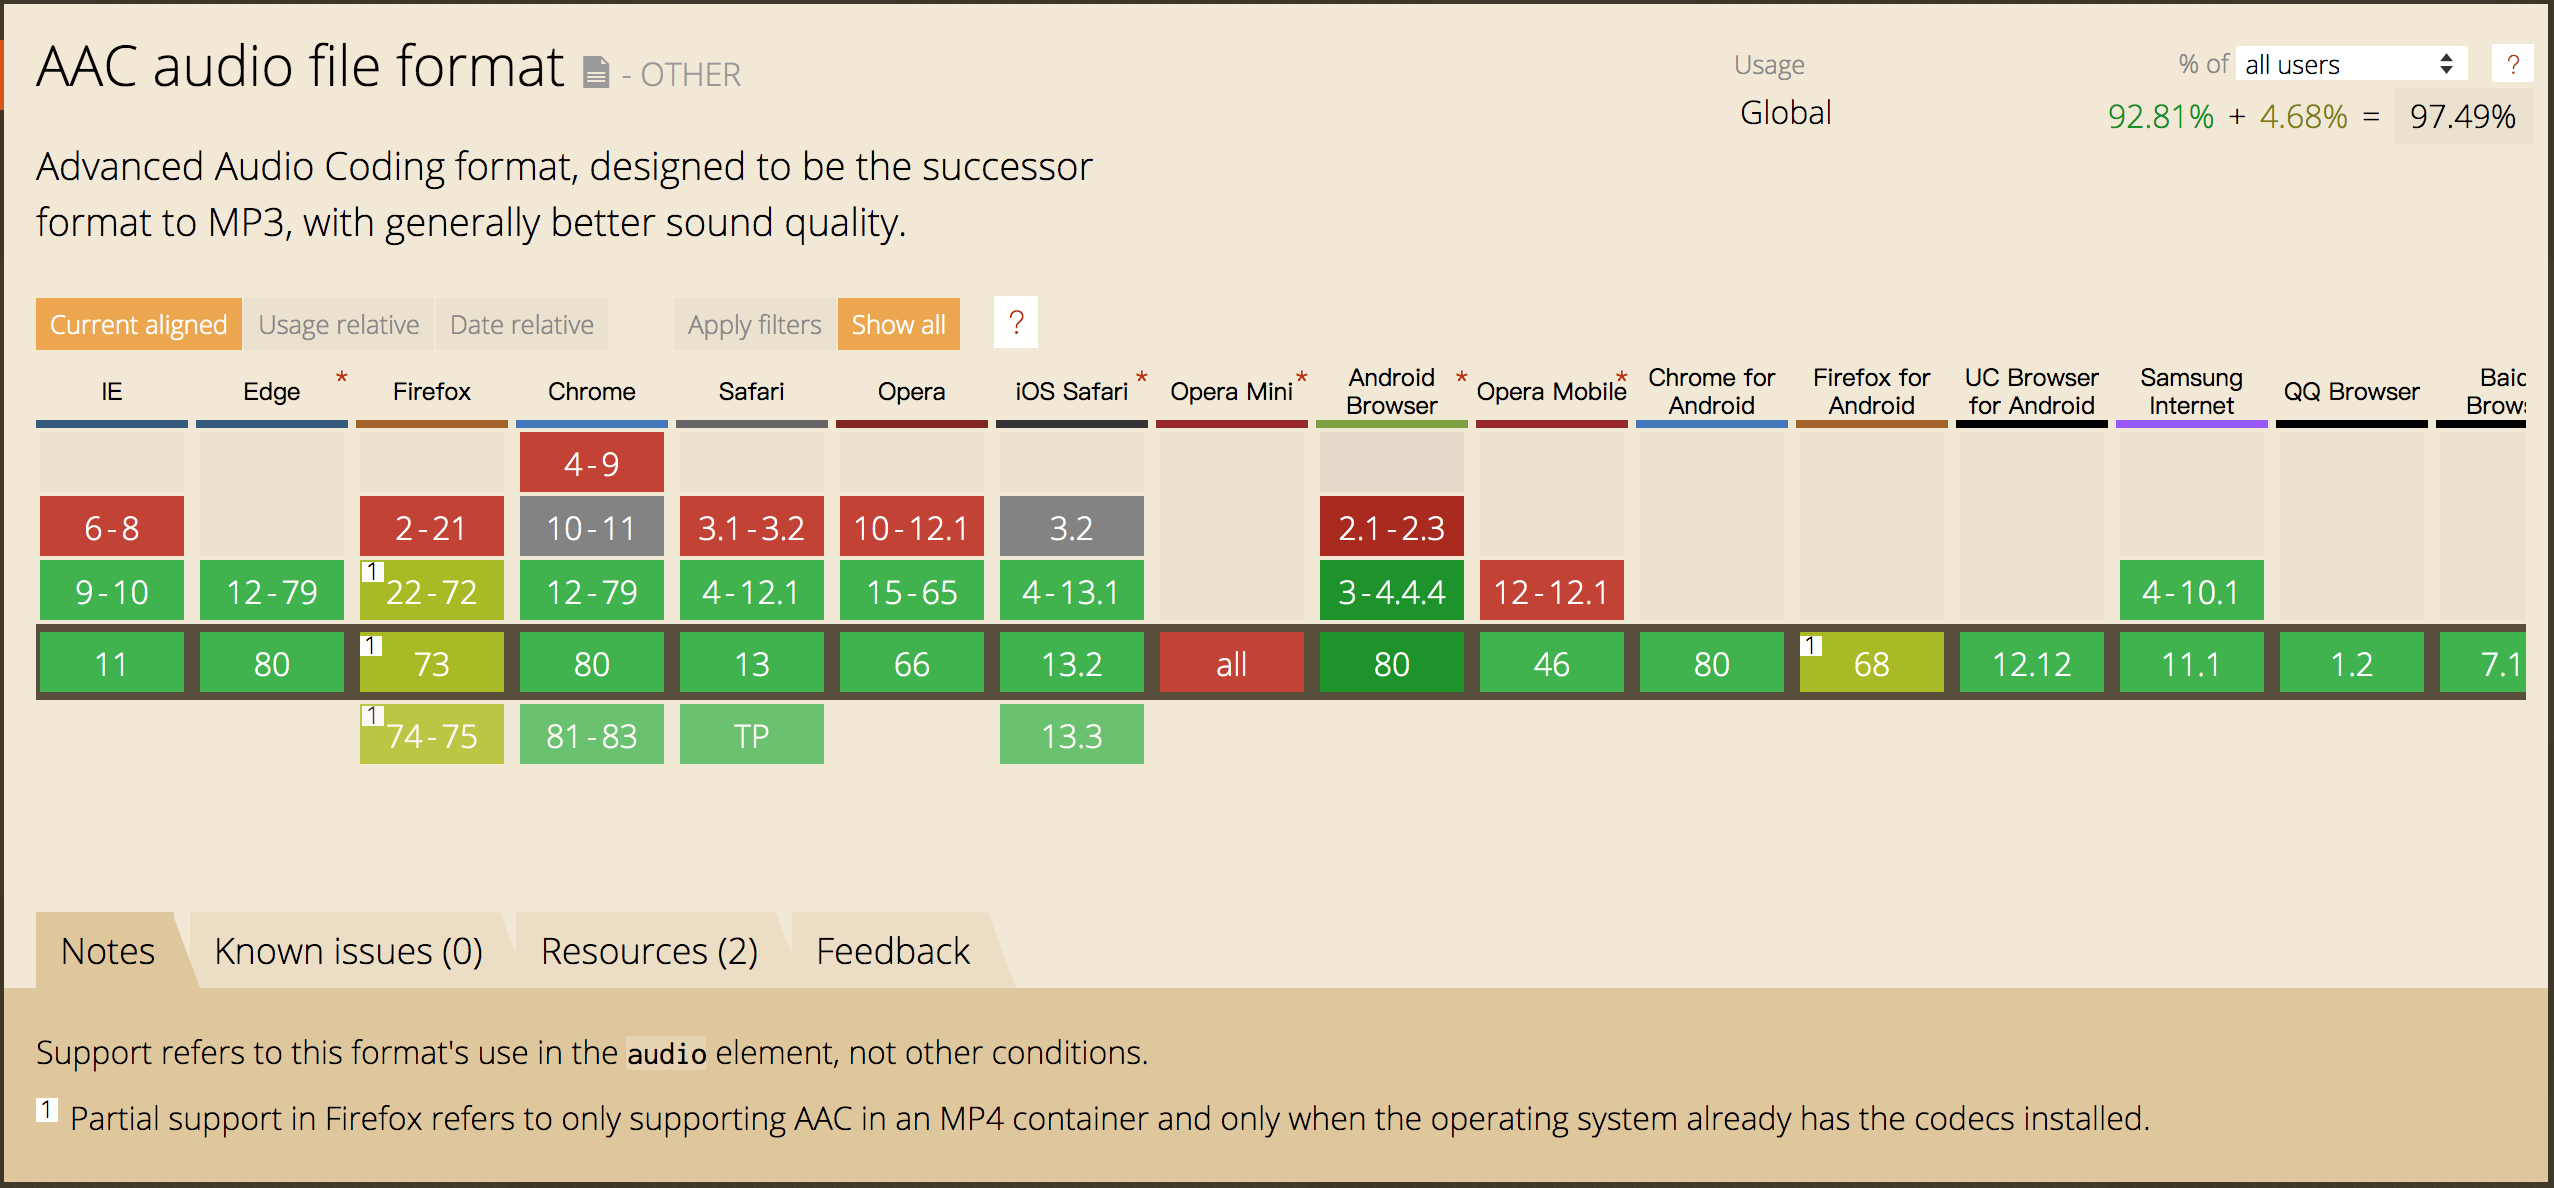 AAC audio file format - OTHER
Usage % of all users ?
Global 92.81% + 4.68% = 97.49%
Advanced Audio Coding format, designed to be the successor
format to MP3, with generally better sound quality.
Current aligned Usage relative Date relative Apply filters Show all ?
IE Edge * Firefox Chrome Safari Opera iOS Safari * Opera Mini * Android Browser * Opera Mobile * Chrome for Android Firefox for Android UC Browser for Android Samsung Internet QQ Browser
4-9
6-8 2-21 10-11 3.1-3.2 10-12.1 3.2 2.1-2.3
9-10 12-79 1 22-72 12-79 4-12.1 15-65 4-13.1 3-4.4.4 12-12.1 4-10.1
11 80 1 73 80 13 66 13.2 all 80 46 80 1 68 12.12 11.1 1.2 7.1
1 74-75 81-83 TP 13.3
Notes Known issues (0) Resources (2) Feedback
Support refers to this format's use in the audio element, not other conditions.
1 Partial support in Firefox refers to only supporting AAC in an MP4 container and only when the operating system already has the codecs installed.